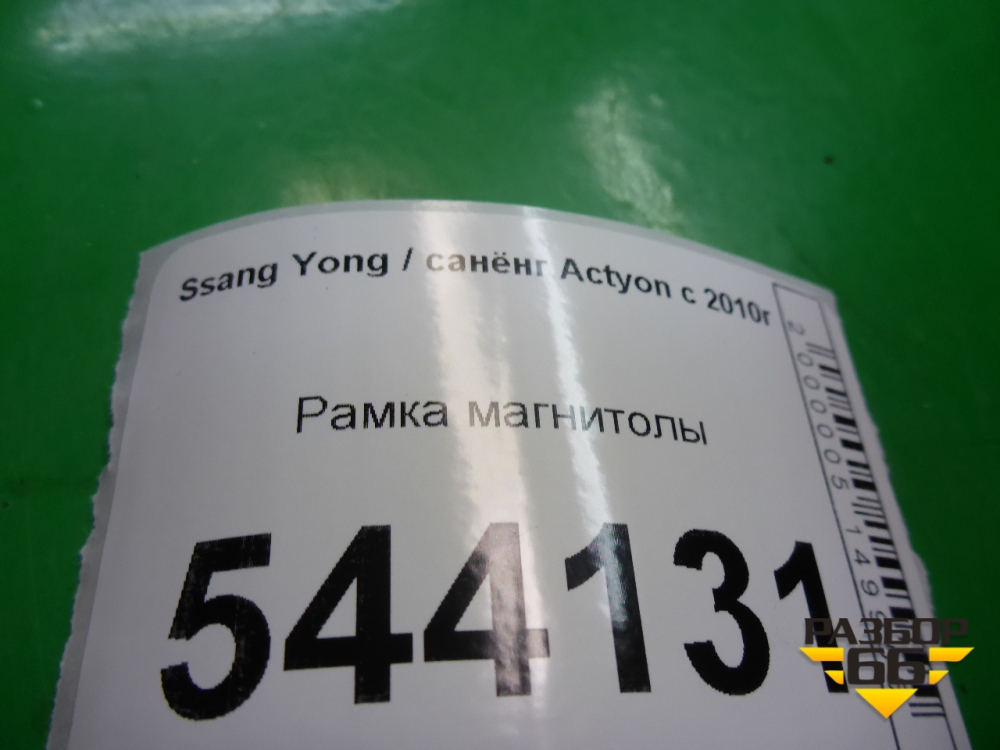 Ssang Yong / санёнг Actyon с 2010г
Рамка магнитолы
544131
РАЗБОР
66